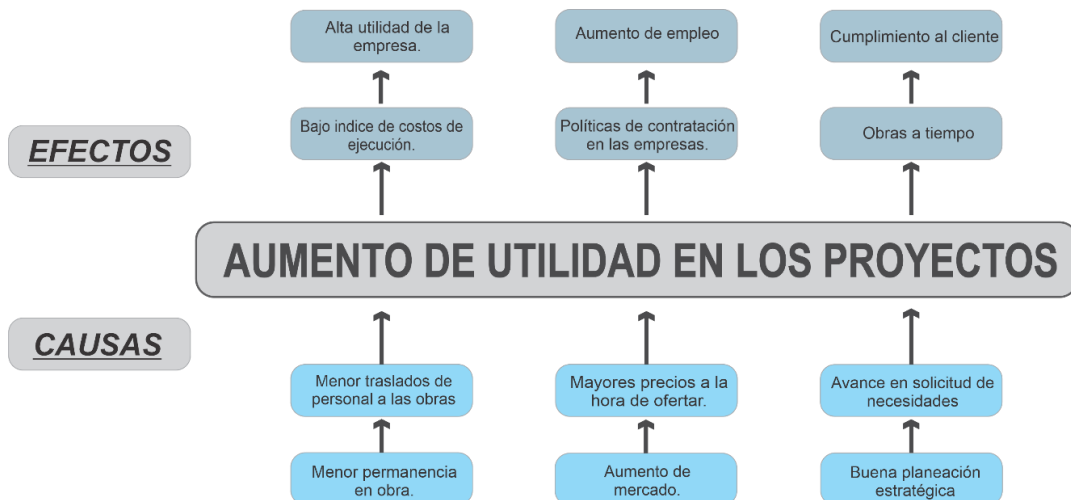 Alta utilidad de la
empresa.
Aumento de empleo
Cumplimiento al cliente
EFECTOS
Bajo indice de costos de
ejecución.
Políticas de contratación
en las empresas.
Obras a tiempo
AUMENTO DE UTILIDAD EN LOS PROYECTOS
CAUSAS
Menor traslados de
personal a las obras
Mayores precios a la
hora de ofertar.
Avance en solicitud de
necesidades
Menor permanencia
en obra.
Aumento de
mercado.
Buena planeación
estratégica